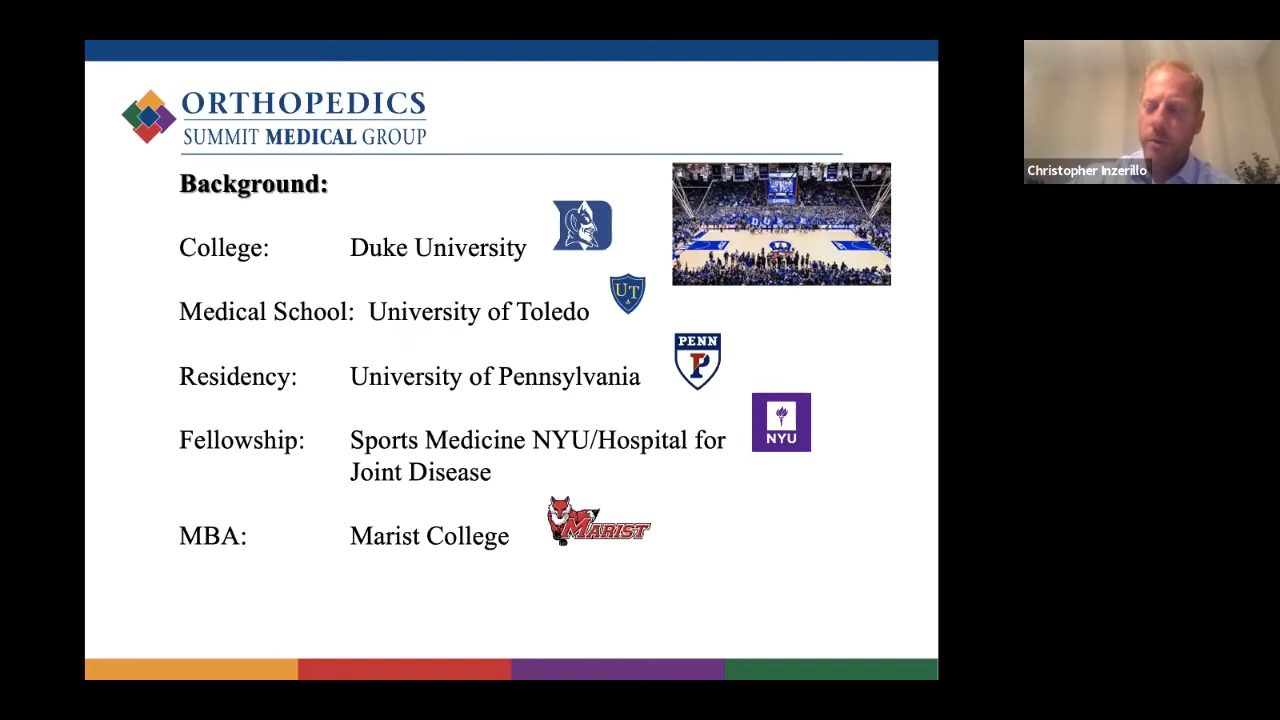 ORTHOPEDICS
SUMMIT MEDICAL GROUP
Background:
College: Duke University
Medical School: University of Toledo
UT
Residency: University of Pennsylvania
PENN
P
Fellowship: Sports Medicine NYU/Hospital for
Joint Disease
NYU
MBA: Marist College
MARIST
DUKE
D
Christopher Inzerillo